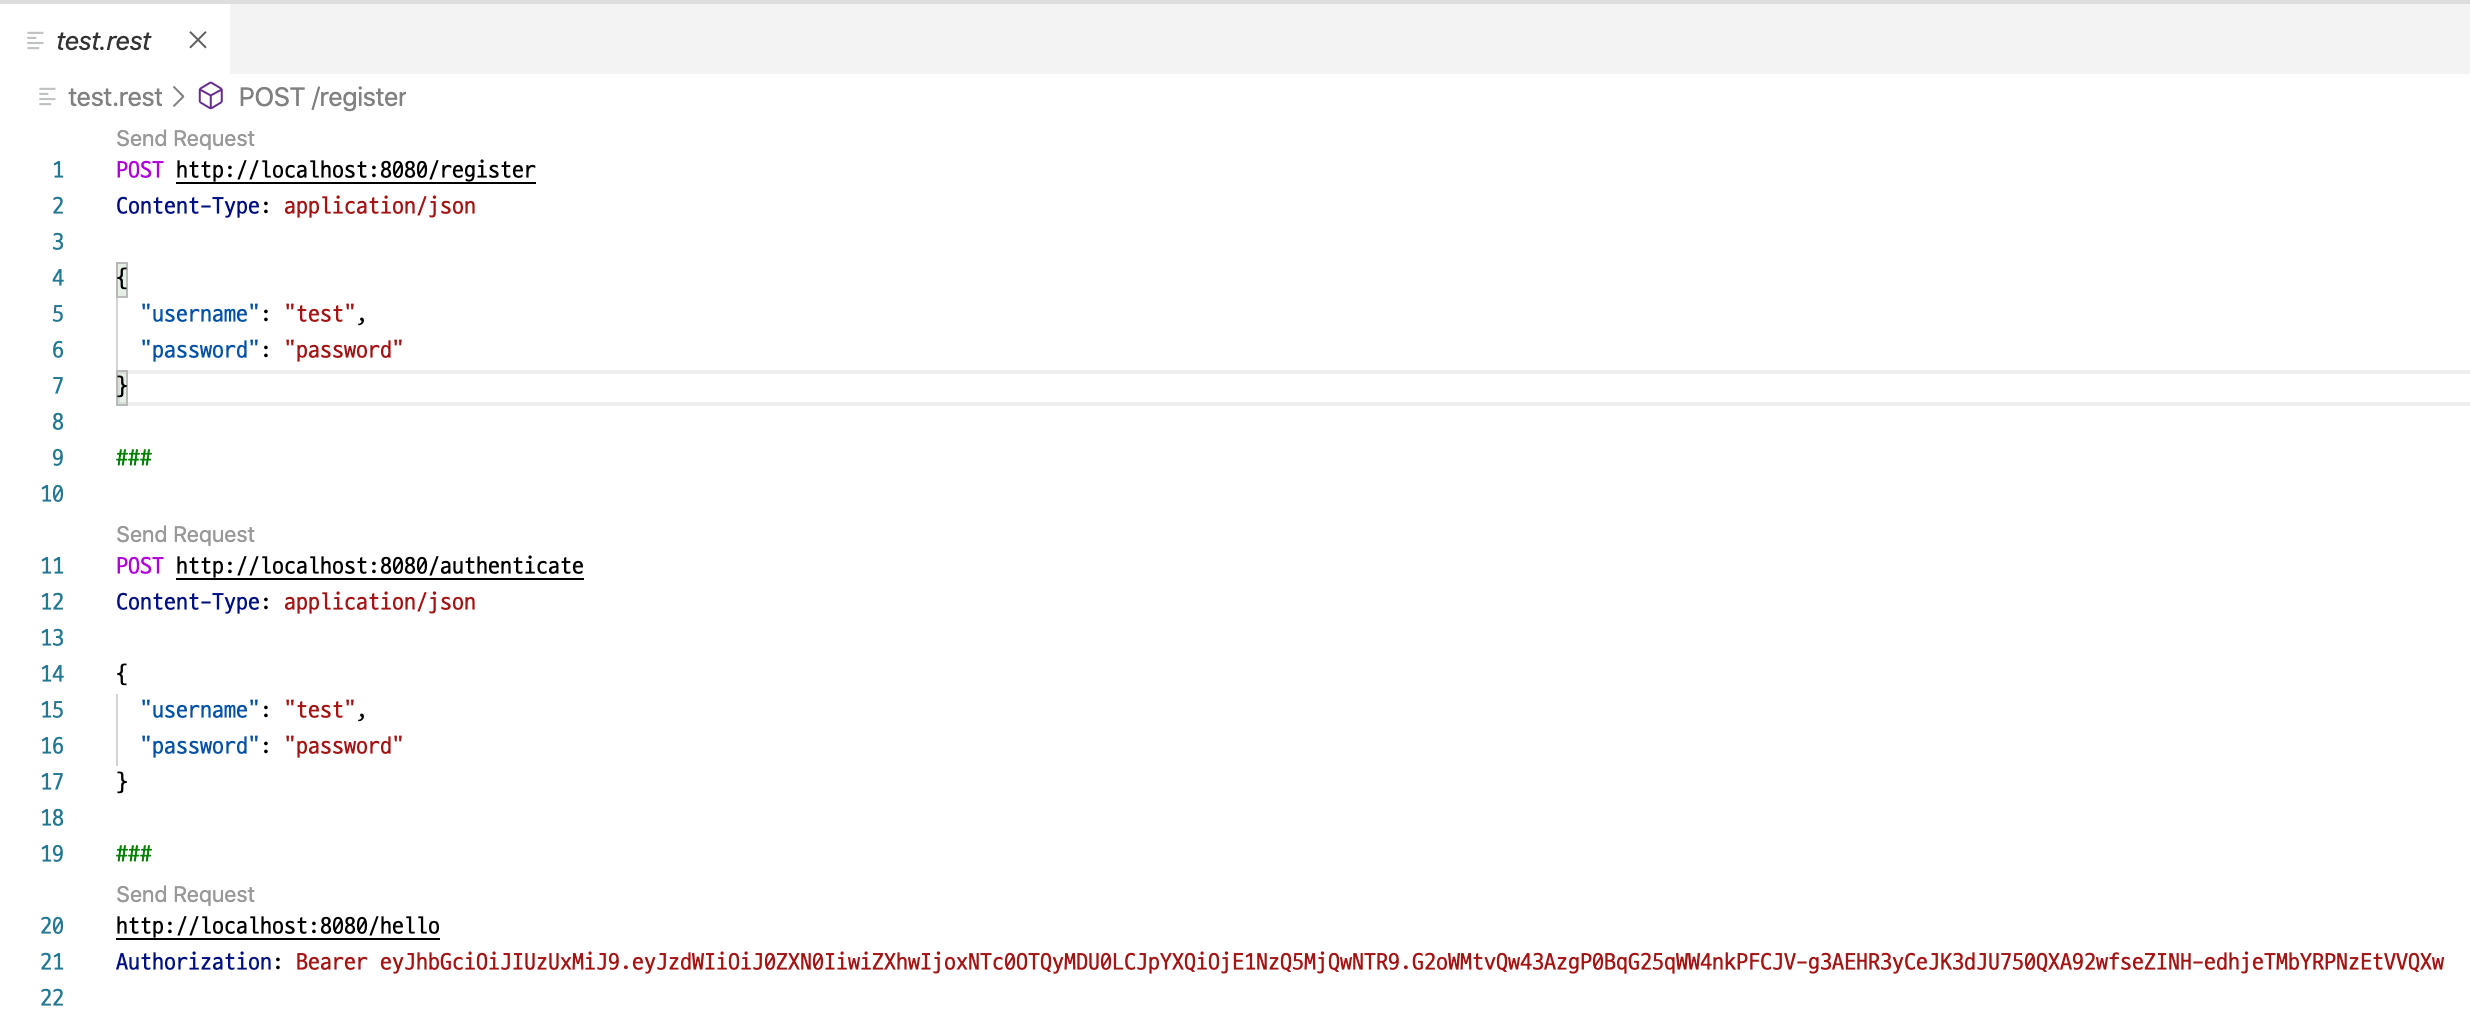 test.rest
test.rest > POST /register
Send Request
1 POST http://localhost:8080/register
2 Content-Type: application/json
3
4 {
5 "username": "test",
6 "password": "password"
7 }
8
9 ###
10
Send Request
11 POST http://localhost:8080/authenticate
12 Content-Type: application/json
13
14 {
15 "username": "test",
16 "password": "password"
17 }
18
19 ###
Send Request
20 http://localhost:8080/hello
21 Authorization: Bearer eyJhbGciOiJIUzUxMiJ9.eyJzdWIiOiJ0ZXN0IiwiZXhwIjoxNTc0OTQyMDU0LCJpYXQiOjE1NzQ5MjQwNTR9.G2oWMtvQw43AzgP0BqG25qWW4nkPFCJV-g3AEHR3yCeJK3dJU750QXA92wfseZINH-edhjeTMbYRPNzEtVVQXw
22